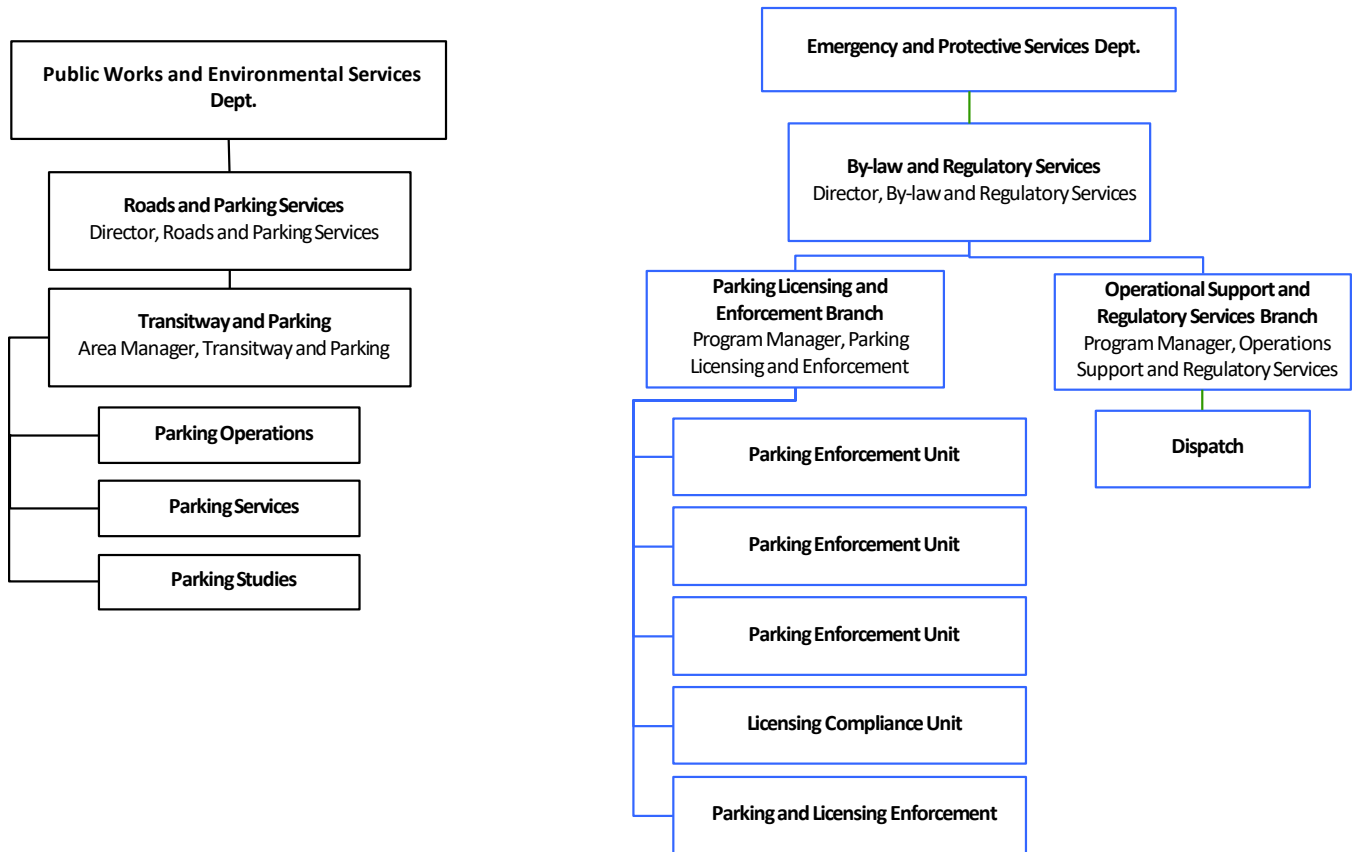 Public Works and Environmental Services
Dept.
Roads and Parking Services
Director, Roads and Parking Services
Transitway and Parking
Area Manager, Transitway and Parking
Parking Operations
Parking Services
Parking Studies
Emergency and Protective Services Dept.
By-law and Regulatory Services
Director, By-law and Regulatory Services
Parking Licensing and
Enforcement Branch
Program Manager, Parking
Licensing and Enforcement
Parking Enforcement Unit
Parking Enforcement Unit
Parking Enforcement Unit
Licensing Compliance Unit
Parking and Licensing Enforcement
Operational Support and
Regulatory Services Branch
Program Manager, Operations
Support and Regulatory Services
Dispatch